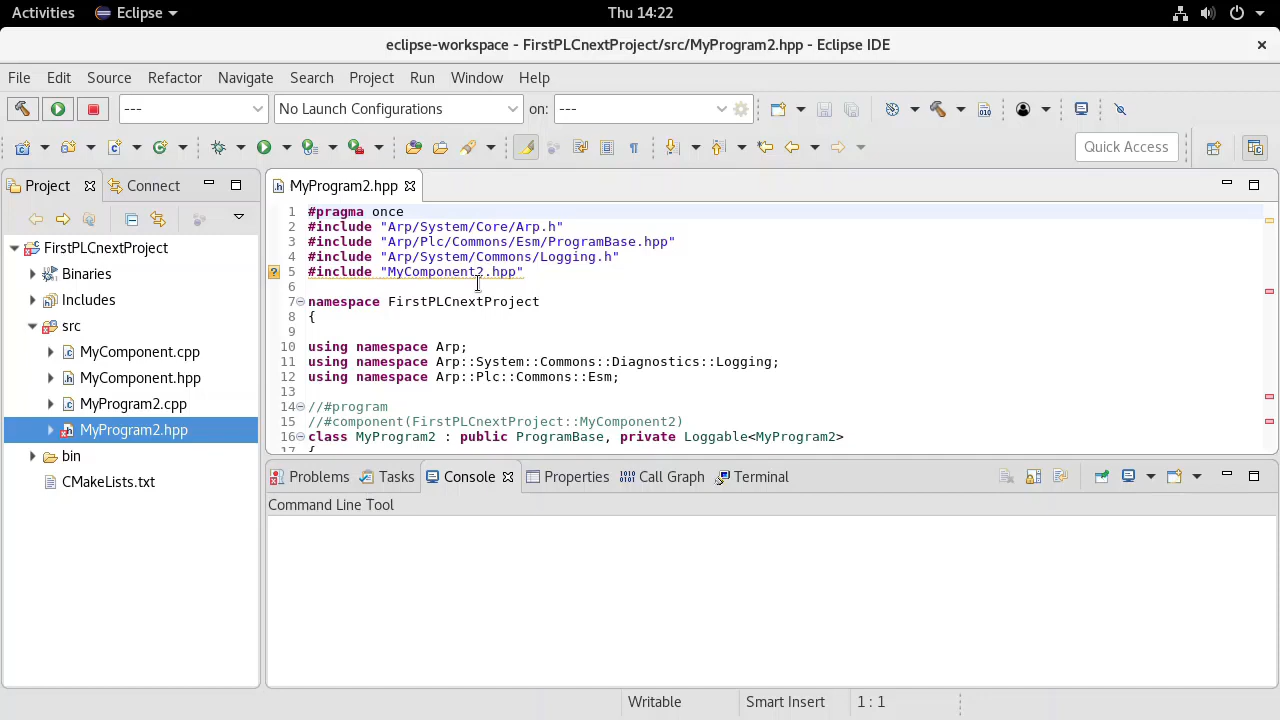 Activities Eclipse Thu 14:22
eclipse-workspace - FirstPLCnextProject/src/MyProgram2.hpp - Eclipse IDE
File Edit Source Refactor Navigate Search Project Run Window Help
--- No Launch Configurations on: ---
Quick Access
Project Connect MyProgram2.hpp
FirstPLCnextProject
Binaries
Includes
src
MyComponent.cpp
MyComponent.hpp
MyProgram2.cpp
MyProgram2.hpp
bin
CMakeLists.txt
1 #pragma once
2 #include "Arp/System/Core/Arp.h"
3 #include "Arp/Plc/Commons/Esm/ProgramBase.hpp"
4 #include "Arp/System/Commons/Logging.h"
5 #include "MyComponent2.hpp"
6
7 namespace FirstPLCnextProject
8 {
9
10 using namespace Arp;
11 using namespace Arp::System::Commons::Diagnostics::Logging;
12 using namespace Arp::Plc::Commons::Esm;
13
14 //#program
15 //#component(FirstPLCnextProject::MyComponent2)
16 class MyProgram2 : public ProgramBase, private Loggable<MyProgram2>
17 {
Problems Tasks Console Properties Call Graph Terminal
Command Line Tool
Writable Smart Insert 1 : 1